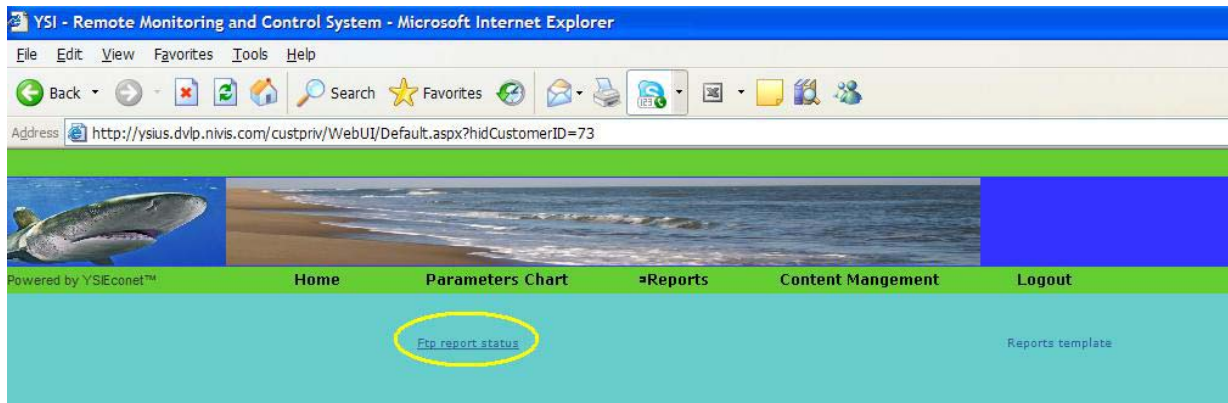 YSI - Remote Monitoring and Control System - Microsoft Internet Explorer
File Edit View Favorites Tools Help
Back Search Favorites
Address http://ysius.dvlp.nivis.com/custpriv/WebUI/Default.aspx?hidCustomerID=73
Powered by YSIEconet™ Home Parameters Chart Reports Content Mangement Logout
Ftp report status Reports template